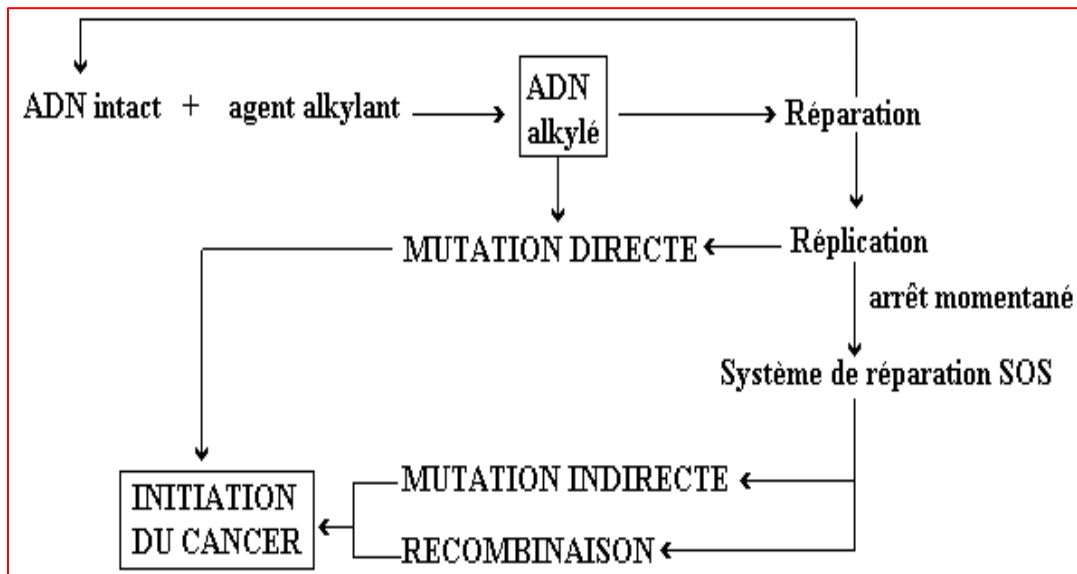 ADN intact + agent alkylant
ADN
alkylé
Réparation
MUTATION DIRECTE
Réplication
arrêt momentané
Système de réparation SOS
MUTATION INDIRECTE
RECOMBINAISON
INITIATION
DU CANCER